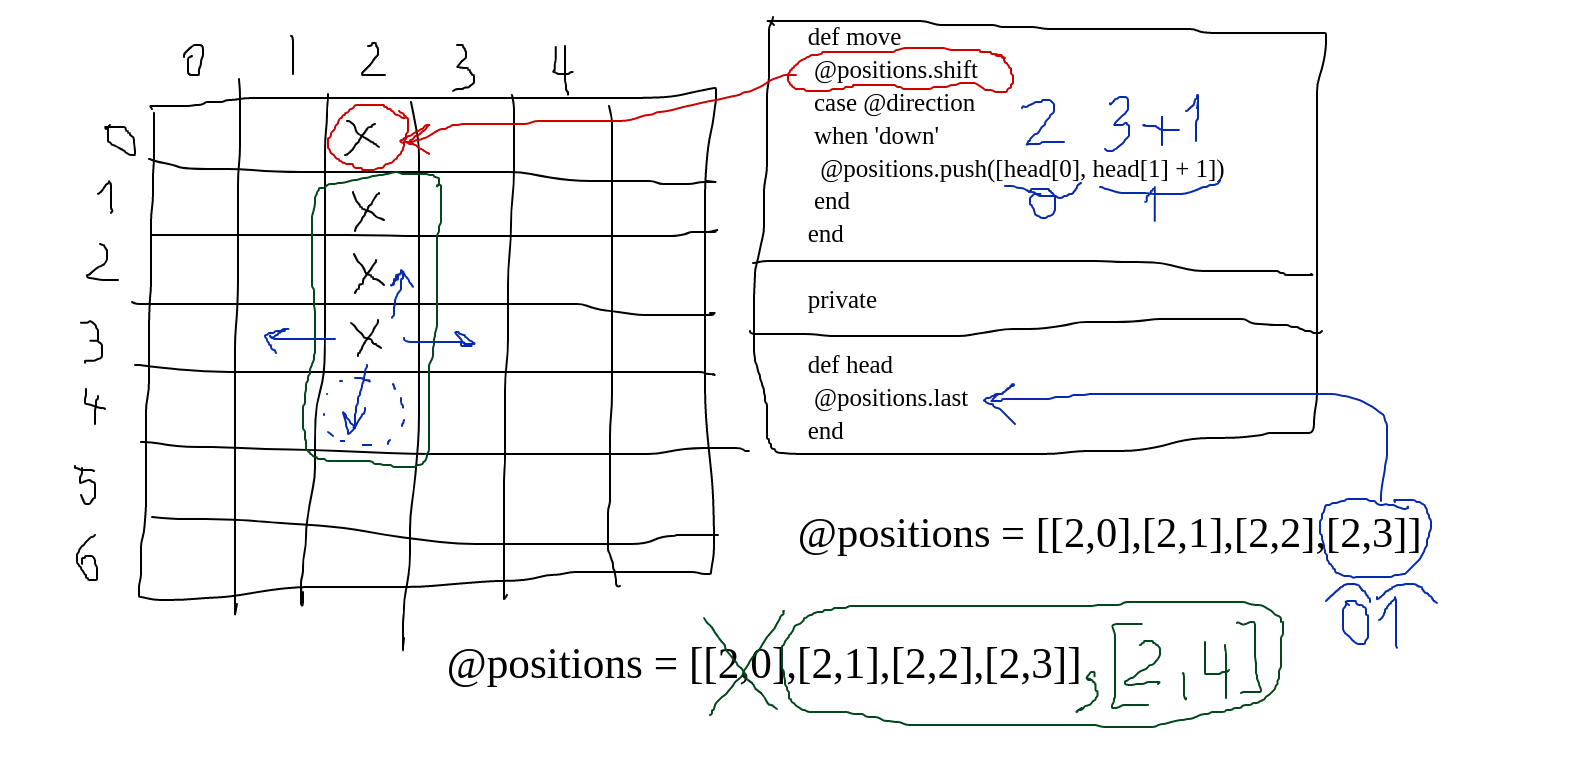 0 1 2 3 4
0 X
1 X
2 X
3 X
4
5
6
def move
@positions.shift
case @direction
2 3+1
when 'down'
@positions.push([head[0], head[1] + 1])
0 1
end
end
private
def head
@positions.last
end
@positions = [[2,0],[2,1],[2,2],[2,3]]
0 1
@positions = [[2,0],[2,1],[2,2],[2,3]],[2,4]